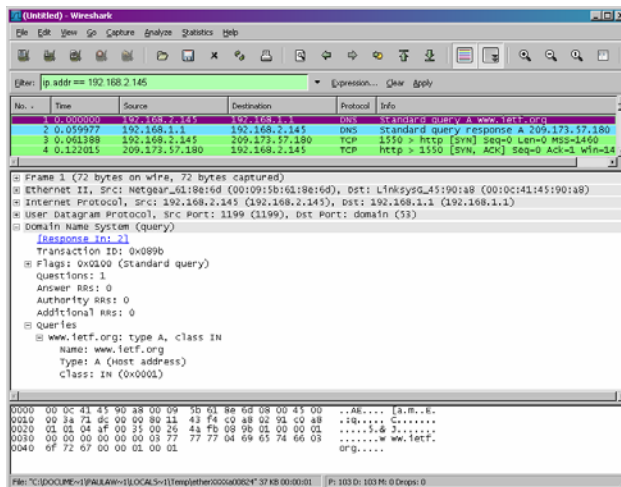 (Untitled) - Wireshark
File Edit View Go Capture Analyze Statistics Help
Filter: ip.addr == 192.168.2.145 Expression... Clear Apply
No. - Time Source Destination Protocol Info
1 0.000000 192.168.2.145 192.168.1.1 DNS Standard query A www.ietf.org
2 0.059977 192.168.1.1 192.168.2.145 DNS Standard query response A 209.173.57.180
3 0.061388 192.168.2.145 209.173.57.180 TCP 1550 > http [SYN] Seq=0 Len=0 MSS=1460
4 0.122015 209.173.57.180 192.168.2.145 TCP http > 1550 [SYN, ACK] Seq=0 Ack=1 Win=14
Frame 1 (72 bytes on wire, 72 bytes captured)
Ethernet II, Src: Netgear_61:8e:6d (00:09:5b:61:8e:6d), Dst: LinksysG_45:90:a8 (00:0c:41:45:90:a8)
Internet Protocol, Src: 192.168.2.145 (192.168.2.145), Dst: 192.168.1.1 (192.168.1.1)
User Datagram Protocol, Src Port: 1199 (1199), Dst Port: domain (53)
Domain Name System (query)
[Response In: 2]
Transaction ID: 0x089b
Flags: 0x0100 (Standard query)
Questions: 1
Answer RRs: 0
Authority RRs: 0
Additional RRs: 0
Queries
www.ietf.org: type A, class IN
Name: www.ietf.org
Type: A (Host address)
Class: IN (0x0001)
0000 00 0c 41 45 90 a8 00 09 5b 61 8e 6d 08 00 45 00 ..AE.... [a.m..E.
0010 00 3a 71 dc 00 00 80 11 43 f4 c0 a8 02 91 c0 a8 .:q..... C.......
0020 01 01 04 af 00 35 00 26 4a fb 08 9b 01 00 00 01 .....5.& J.......
0030 00 00 00 00 00 00 03 77 77 77 04 69 65 74 66 03 .......w ww.ietf.
0040 6f 72 67 00 00 01 00 01 org.....
File: "C:\DOCUME~1\PAULAW~1\LOCALS~1\Temp\etherXXXXa00824" 37 KB 00:00:01 P: 103 D: 103 M: 0 Drops: 0